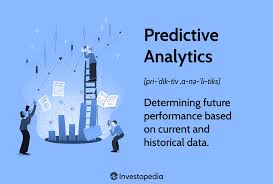 Predictive
Analytics
[pri-ˈdik-tiv ˌa-nə-ˈli-tiks]
Determining future
performance based
on current and
historical data.
Investopedia